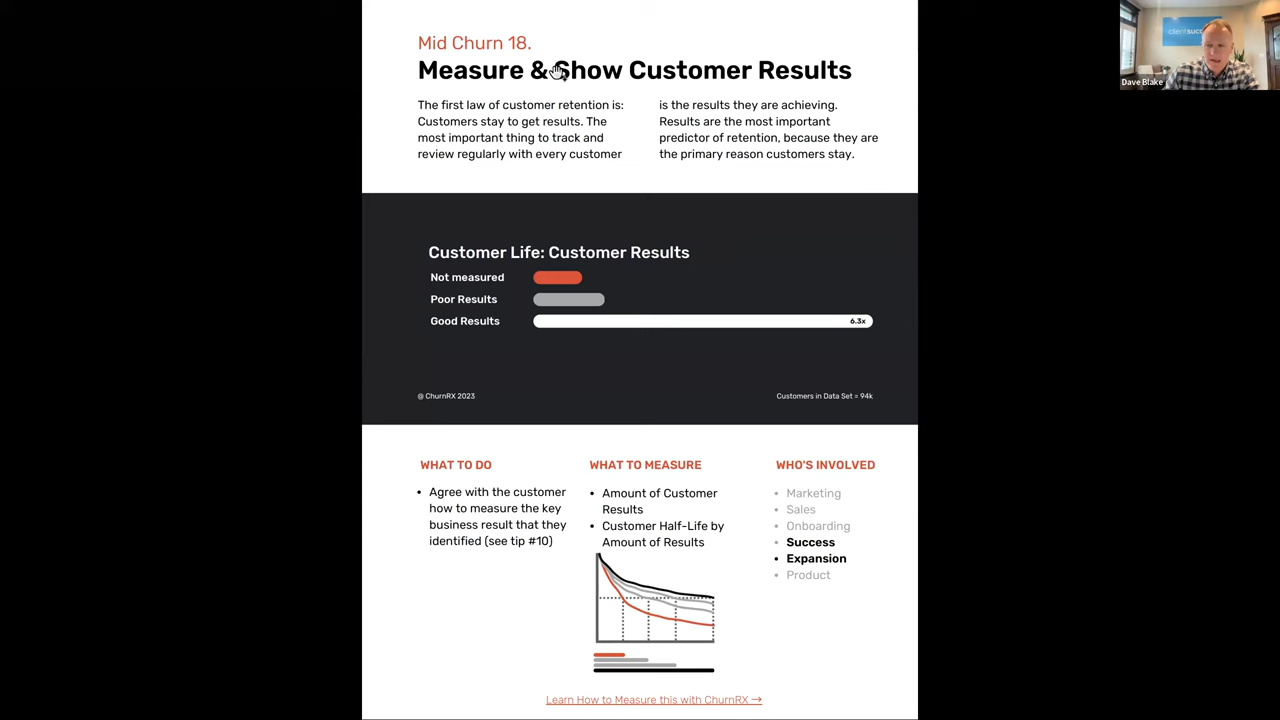 Mid Churn 18.
Measure & Show Customer Results
The first law of customer retention is:
Customers stay to get results. The
most important thing to track and
review regularly with every customer
is the results they are achieving.
Results are the most important
predictor of retention, because they are
the primary reason customers stay.
Customer Life: Customer Results
Not measured
Poor Results
Good Results 6.3x
@ ChurnRX 2023
Customers in Data Set = 94k
WHAT TO DO
• Agree with the customer
how to measure the key
business result that they
identified (see tip #10)
WHAT TO MEASURE
• Amount of Customer
Results
• Customer Half-Life by
Amount of Results
WHO'S INVOLVED
• Marketing
• Sales
• Onboarding
• Success
• Expansion
• Product
Learn How to Measure this with ChurnRX →
Dave Blake